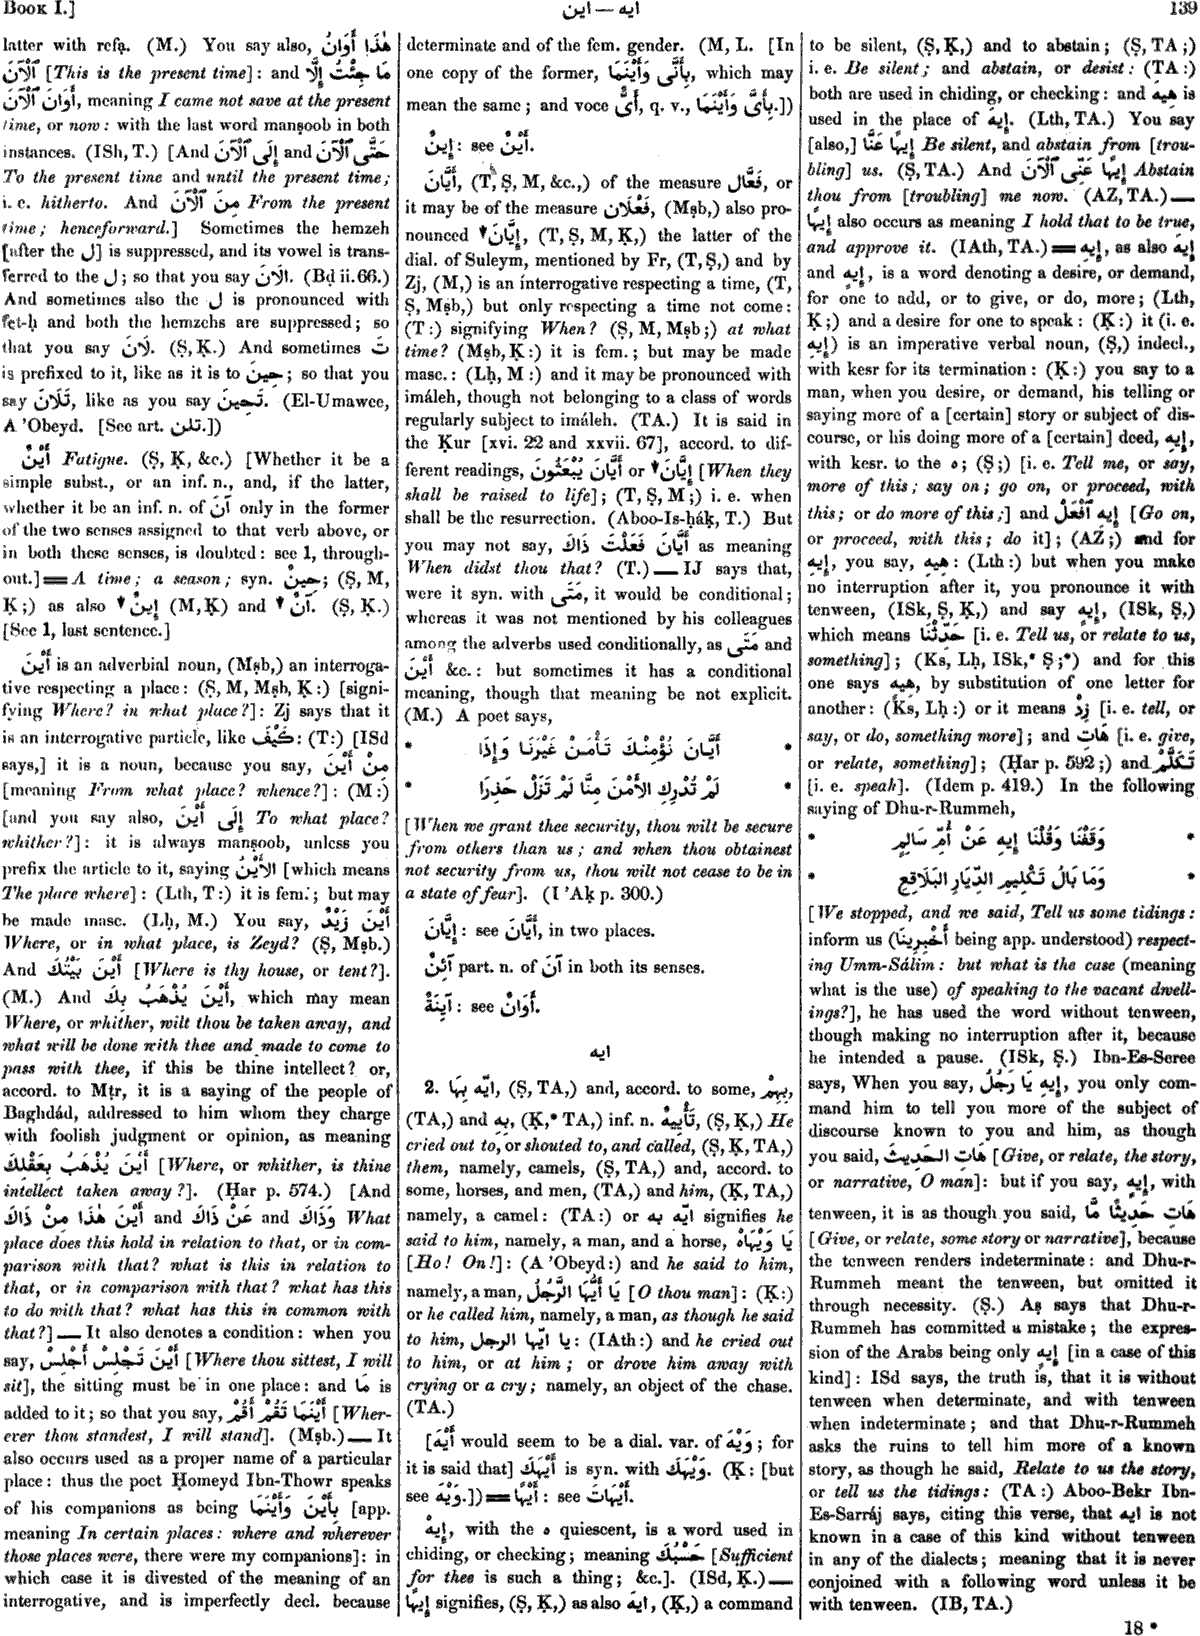 BOOK I.]
ايه — اين
139
latter with refạ. (M.) You say also, هٰذَا أَوَانُ
ٱلْآنَ [This is the present time]: and مَا جِئْتُ إِلَّا
أَوَانَ ٱلْآنَ, meaning I came not save at the present
time, or now: with the last word manṣoob in both
instances. (ISh, T.) [And إِلَى ٱلْآنَ and حَتَّى ٱلْآنَ
To the present time and until the present time;
i. e. hitherto. And مِنَ ٱلْآنَ From the present
time; henceforward.] Sometimes the hemzeh
[after the ل] is suppressed, and its vowel is trans-
ferred to the ل; so that you say الَانَ. (Bḍ ii. 66.)
And sometimes also the ل is pronounced with
fet-ḥ and both the hemzehs are suppressed; so
that you say لَانَ. (Ṣ, Ḳ.) And sometimes تَ
is prefixed to it, like as it is to حِينَ; so that you
say تَلَانَ, like as you say تَحِينَ. (El-Umawee,
A 'Obeyd. [See art. تلن.])
أَيْنٌ Fatigue. (Ṣ, Ḳ, &c.) [Whether it be a
simple subst., or an inf. n., and, if the latter,
whether it be an inf. n. of آنَ only in the former
of the two senses assigned to that verb above, or
in both these senses, is doubted: see 1, through-
out.] ══ A time; a season; syn. حِينٌ; (Ṣ, M,
Ḳ;) as also ▼ إِينٌ (M, Ḳ) and ▼ آنٌ. (Ṣ, Ḳ.)
[See 1, last sentence.]
أَيْنَ is an adverbial noun, (Mṣb,) an interroga-
tive respecting a place: (Ṣ, M, Mṣb, Ḳ:) [signi-
fying Where? in what place?]: Zj says that it
is an interrogative particle, like كَيْفَ: (T:) [ISd
says,] it is a noun, because you say, مِنْ أَيْنَ
[meaning From what place? whence?]: (M:)
[and you say also, إِلَى أَيْنَ To what place?
whither?]: it is always manṣoob, unless you
prefix the article to it, saying الأَيْنُ [which means
The place where]: (Lth, T:) it is fem.; but may
be made masc. (Lḥ, M.) You say, أَيْنَ زَيْدٌ
Where, or in what place, is Zeyd? (Ṣ, Mṣb.)
And أَيْنَ بَيْتُكَ [Where is thy house, or tent?].
(M.) And أَيْنَ يُذْهَبُ بِكَ, which may mean
Where, or whither, wilt thou be taken away, and
what will be done with thee and made to come to
pass with thee, if this be thine intellect? or,
accord. to Mṭr, it is a saying of the people of
Baghdád, addressed to him whom they charge
with foolish judgment or opinion, as meaning
أَيْنَ يُذْهَبُ بِعَقْلِكَ [Where, or whither, is thine
intellect taken away?]. (Ḥar p. 574.) [And
أَيْنَ هٰذَا مِنْ ذَاكَ and عَنْ ذَاكَ and وَذَاكَ What
place does this hold in relation to that, or in com-
parison with that? what is this in relation to
that, or in comparison with that? what has this
to do with that? what has this in common with
that?] — It also denotes a condition: when you
say, أَيْنَ تَجْلِسْ أَجْلِسْ [Where thou sittest, I will
sit], the sitting must be in one place: and مَا is
added to it; so that you say, أَيْنَمَا تَقُمْ أَقُمْ [Wher-
ever thou standest, I will stand]. (Mṣb.) — It
also occurs used as a proper name of a particular
place: thus the poet Ḥomeyd Ibn-Thowr speaks
of his companions as being بِأَيْنَ وَأَيْنَمَا [app.
meaning In certain places: where and wherever
those places were, there were my companions]: in
which case it is divested of the meaning of an
interrogative, and is imperfectly decl. because
determinate and of the fem. gender. (M, L. [In
one copy of the former, بِأَنَّى وَأَيْنَمَا, which may
mean the same; and voce أَىٌّ, q. v., بِأَىَّ وَأَيْنَمَا.])
إِينٌ: see أَيْنٌ.
أَيَّانَ, (T, Ṣ, M, &c.,) of the measure فَعَّال, or
it may be of the measure فَعْلَان, (Mṣb,) also pro-
nounced ▼ إِيَّانَ, (T, Ṣ, M, Ḳ,) the latter of the
dial. of Suleym, mentioned by Fr, (T, Ṣ,) and by
Zj, (M,) is an interrogative respecting a time, (T,
Ṣ, M, Mṣb,) but only respecting a time not come:
(T:) signifying When? (Ṣ, M, Mṣb;) at what
time? (Mṣb, Ḳ:) it is fem.; but may be made
masc.: (Lḥ, M:) and it may be pronounced with
imáleh, though not belonging to a class of words
regularly subject to imáleh. (TA.) It is said in
the Ḳur [xvi. 22 and xxvii. 67], accord. to dif-
ferent readings, أَيَّانَ يُبْعَثُونَ or ▼ إِيَّانَ [When they
shall be raised to life]; (T, Ṣ, M;) i. e. when
shall be the resurrection. (Aboo-Is-ḥáḳ, T.) But
you may not say, أَيَّانَ فَعَلْتَ ذَاكَ as meaning
When didst thou that? (T.) — IJ says that,
were it syn. with مَتَى, it would be conditional;
whereas it was not mentioned by his colleagues
among the adverbs used conditionally, as مَتَى and
أَيْنَ &c.: but sometimes it has a conditional
meaning, though that meaning be not explicit.
(M.) A poet says,
* أَيَّانَ نُؤْمِنْكَ تَأْمَنْ غَيْرَنَا وَإِذَا *
* لَمْ تُدْرِكِ الأَمْنَ مِنَّا لَمْ تَزَلْ حَذِرَا *
[When we grant thee security, thou wilt be secure
from others than us; and when thou obtainest
not security from us, thou wilt not cease to be in
a state of fear]. (I 'Aḳ p. 300.)
إِيَّانَ: see أَيَّانَ, in two places.
آئِنٌ part. n. of آنَ in both its senses.
آيِنَةٌ: see أَوَانٌ.
ايه
2. ايّه بِهَا, (Ṣ, TA,) and, accord. to some, بِهِمْ,
(TA,) and بِهِ, (Ḳ,* TA,) inf. n. تَأْيِيهٌ, (Ṣ, Ḳ,) He
cried out to, or shouted to, and called, (Ṣ, Ḳ, TA,)
them, namely, camels, (Ṣ, TA,) and, accord. to
some, horses, and men, (TA,) and him, (Ḳ, TA,)
namely, a camel: (TA:) or ايّه به signifies he
said to him, namely, a man, and a horse, يَا وَيْهَاهْ
[Ho! On!]: (A 'Obeyd:) and he said to him,
namely, a man, يَا أَيُّهَا الرَّجُلُ [O thou man]: (Ḳ:)
or he called him, namely, a man, as though he said
to him, يا ايّها الرجل: (IAth:) and he cried out
to him, or at him; or drove him away with
crying or a cry; namely, an object of the chase.
(TA.)
[أَيْهَ would seem to be a dial. var. of وَيْهَ; for
it is said that] أَيْهَكَ is syn. with وَيْهَكَ. (Ḳ: [but
see وَيْهَ.]) ══ أَيْهَا: see أَيْهَاتَ.
إِيهْ, with the ه quiescent, is a word used in
chiding, or checking; meaning حَسْبُكَ [Sufficient
for thee is such a thing; &c.]. (ISd, Ḳ.) —
إِيهًا signifies, (Ṣ, Ḳ,) as also ايهَ, (Ḳ,) a command
to be silent, (Ṣ, Ḳ,) and to abstain; (Ṣ, TA;)
i. e. Be silent; and abstain, or desist: (TA:)
both are used in chiding, or checking: and هِيهَ is
used in the place of إِيهَ. (Lth, TA.) You say
[also,] إِيهًا عَنَّا Be silent, and abstain from [trou-
bling] us. (Ṣ, TA.) And إِيهًا عَنِّى ٱلْآنَ Abstain
thou from [troubling] me now. (AZ, TA.) —
إِيهًا also occurs as meaning I hold that to be true,
and approve it. (IAth, TA.) ══ إِيهِ, as also إِيهَ
and إِيهٍ, is a word denoting a desire, or demand,
for one to add, or to give, or do, more; (Lth,
Ḳ;) and a desire for one to speak: (Ḳ:) it (i. e.
إِيهِ) is an imperative verbal noun, (Ṣ,) indecl.,
with kesr for its termination: (Ḳ:) you say to a
man, when you desire, or demand, his telling or
saying more of a [certain] story or subject of dis-
course, or his doing more of a [certain] deed, إِيهِ,
with kesr. to the ه; (Ṣ;) [i. e. Tell me, or say,
more of this; say on; go on, or proceed, with
this; or do more of this;] and إِيهِ ٱفْعَلْ [Go on,
or proceed, with this; do it]; (AZ;) and for
إِيهِ, you say, هِيهِ: (Lth:) but when you make
no interruption after it, you pronounce it with
tenween, (ISk, Ṣ, Ḳ,) and say إِيهٍ, (ISk, Ṣ,)
which means حَدِّثْنَا [i. e. Tell us, or relate to us,
something]; (Ks, Lḥ, ISk,* Ṣ;*) and for this
one says هِيهٍ, by substitution of one letter for
another: (Ks, Lḥ:) or it means زِدْ [i. e. tell, or
say, or do, something more]; and هَاتِ [i. e. give,
or relate, something]; (Ḥar p. 592;) and تَكَلَّمْ
[i. e. speak]. (Idem p. 419.) In the following
saying of Dhu-r-Rummeh,
* وَقَفْنَا وَقُلْنَا إِيهِ عَنْ أُمِّ سَالِمٍ *
* وَمَا بَالُ تَكْلِيمِ الدِّيَارِ البَلَاقِعِ *
[We stopped, and we said, Tell us some tidings:
inform us (أَخْبِرِينَا being app. understood) respect-
ing Umm-Sálim: but what is the case (meaning
what is the use) of speaking to the vacant dwell-
ings?], he has used the word without tenween,
though making no interruption after it, because
he intended a pause. (ISk, Ṣ.) Ibn-Es-Seree
says, When you say, إِيهِ يَا رَجُلُ, you only com-
mand him to tell you more of the subject of
discourse known to you and him, as though
you said, هَاتِ الحَدِيثَ [Give, or relate, the story,
or narrative, O man]: but if you say, إِيهٍ, with
tenween, it is as though you said, هَاتِ حَدِيثًا مَّا
[Give, or relate, some story or narrative], because
the tenween renders indeterminate: and Dhu-r-
Rummeh meant the tenween, but omitted it
through necessity. (Ṣ.) Aṣ says that Dhu-r-
Rummeh has committed a mistake; the expres-
sion of the Arabs being only إِيهٍ [in a case of this
kind]: ISd says, the truth is, that it is without
tenween when determinate, and with tenween
when indeterminate; and that Dhu-r-Rummeh
asks the ruins to tell him more of a known
story, as though he said, Relate to us the story,
or tell us the tidings: (TA:) Aboo-Bekr Ibn-
Es-Sarráj says, citing this verse, that ايه is not
known in a case of this kind without tenween
in any of the dialects; meaning that it is never
conjoined with a following word unless it be
with tenween. (IB, TA.)
18 *